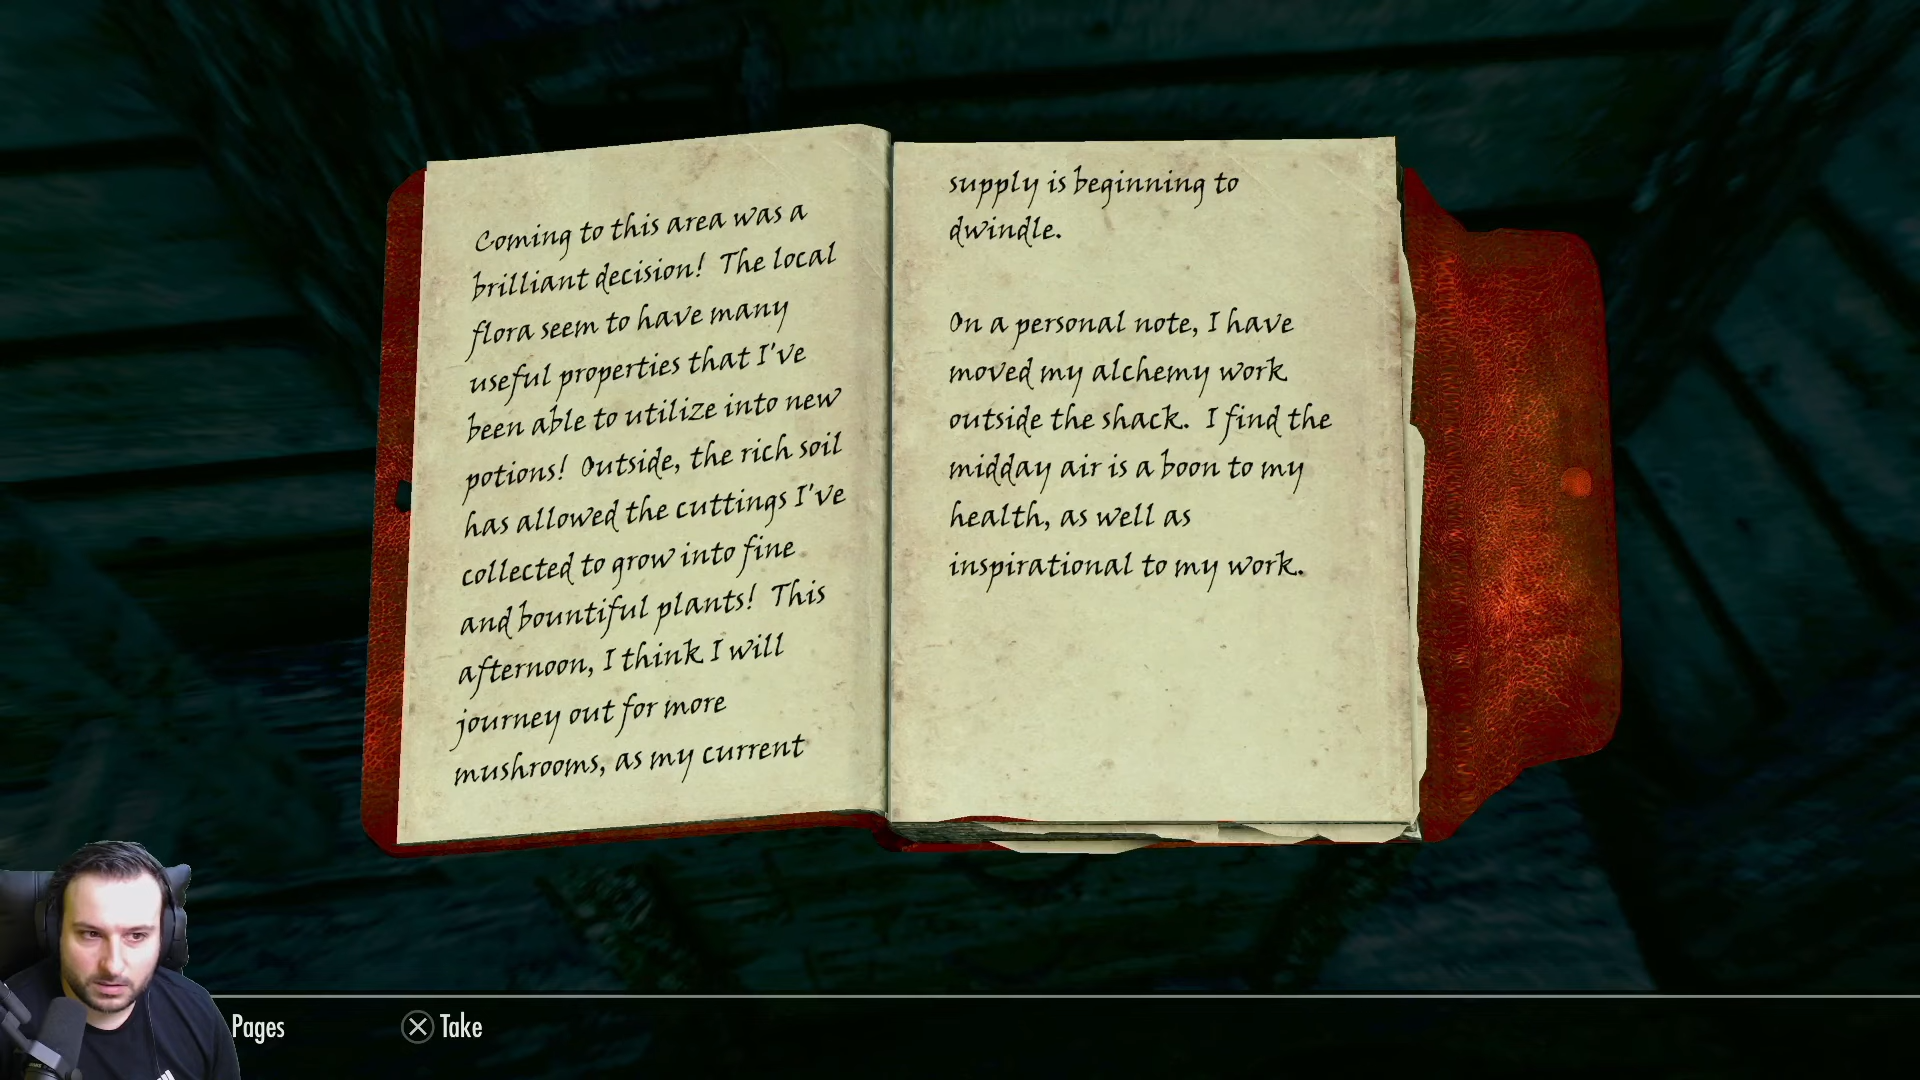 Coming to this area was a
brilliant decision! The local
flora seem to have many
useful properties that I've
been able to utilize into new
potions! Outside, the rich soil
has allowed the cuttings I've
collected to grow into fine
and bountiful plants! This
afternoon, I think I will
journey out for more
mushrooms, as my current
supply is beginning to
dwindle.
On a personal note, I have
moved my alchemy work
outside the shack. I find the
midday air is a boon to my
health, as well as
inspirational to my work.
Pages
Take